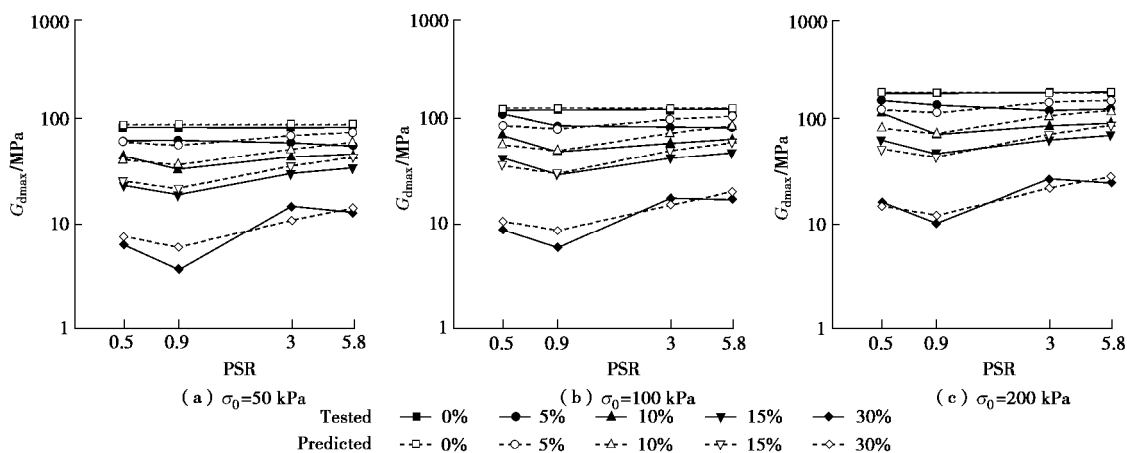 1000
100
10
1
G_dmax/MPa
0.5 0.9 3 5.8
PSR
(a) σ₀=50 kPa
1000
100
10
1
G_dmax/MPa
0.5 0.9 3 5.8
PSR
(b) σ₀=100 kPa
1000
100
10
1
G_dmax/MPa
0.5 0.9 3 5.8
PSR
(c) σ₀=200 kPa
Tested 0% 5% 10% 15% 30%
Predicted 0% 5% 10% 15% 30%